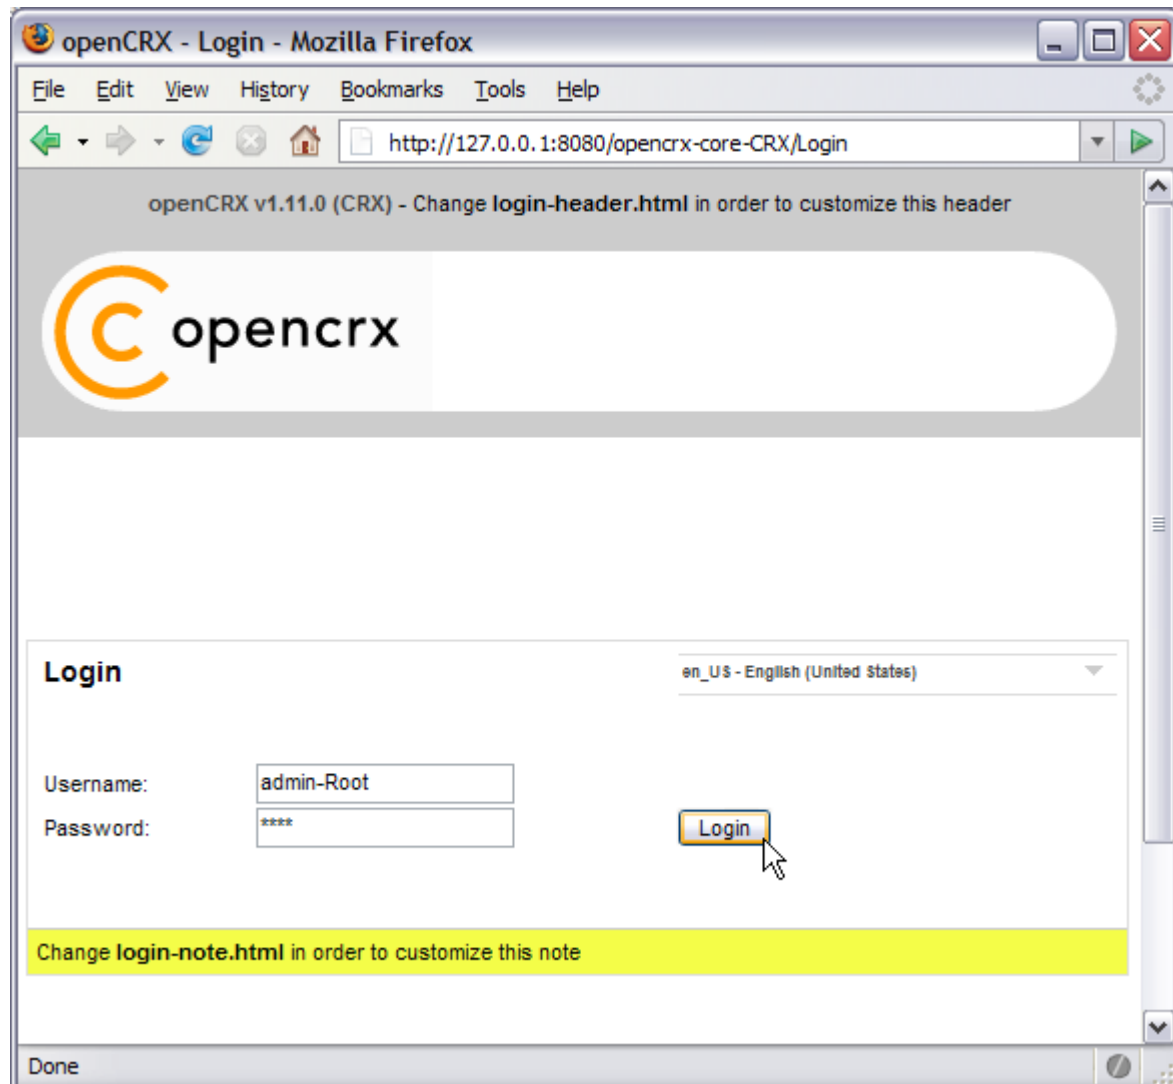 openCRX - Login - Mozilla Firefox
File Edit View History Bookmarks Tools Help
http://127.0.0.1:8080/opencrx-core-CRX/Login
openCRX v1.11.0 (CRX) - Change login-header.html in order to customize this header
opencrx
Login
en_US - English (United States)
Username: admin-Root
Password: ****
Login
Change login-note.html in order to customize this note
Done